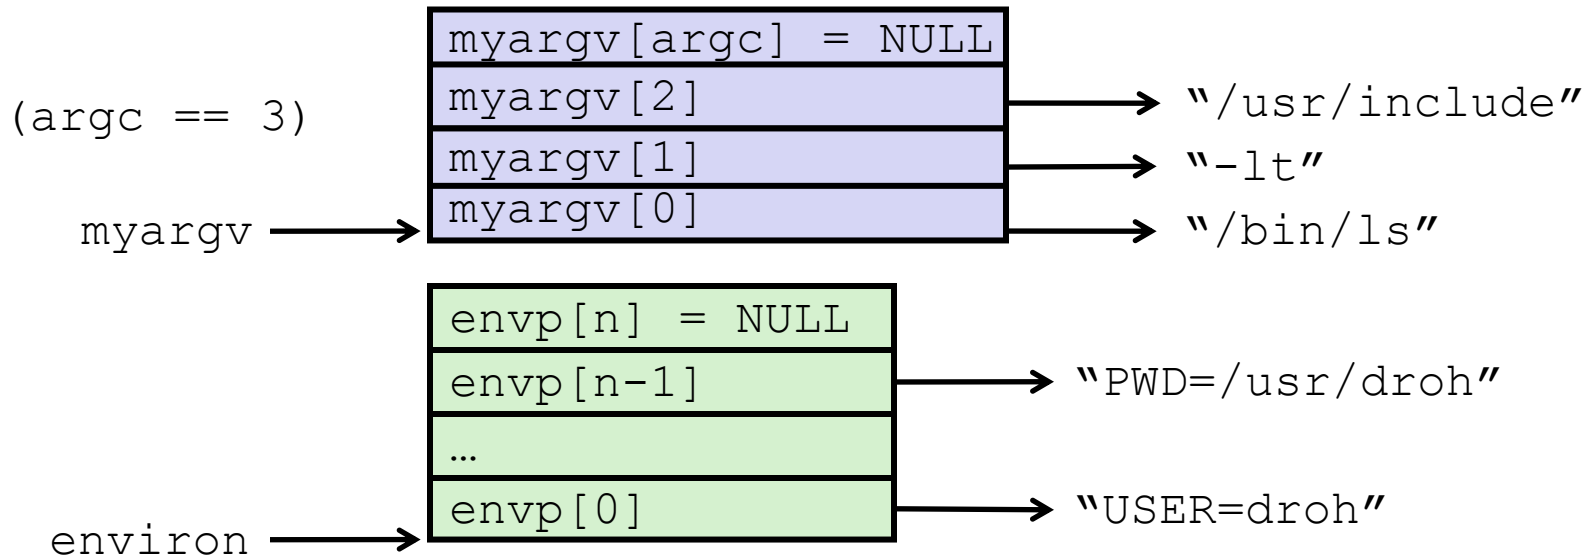 myargv[argc] = NULL
(argc == 3)
myargv[2]
“/usr/include”
myargv[1]
“-lt”
myargv
myargv[0]
“/bin/ls”
envp[n] = NULL
envp[n-1]
“PWD=/usr/droh”
…
environ
envp[0]
“USER=droh”